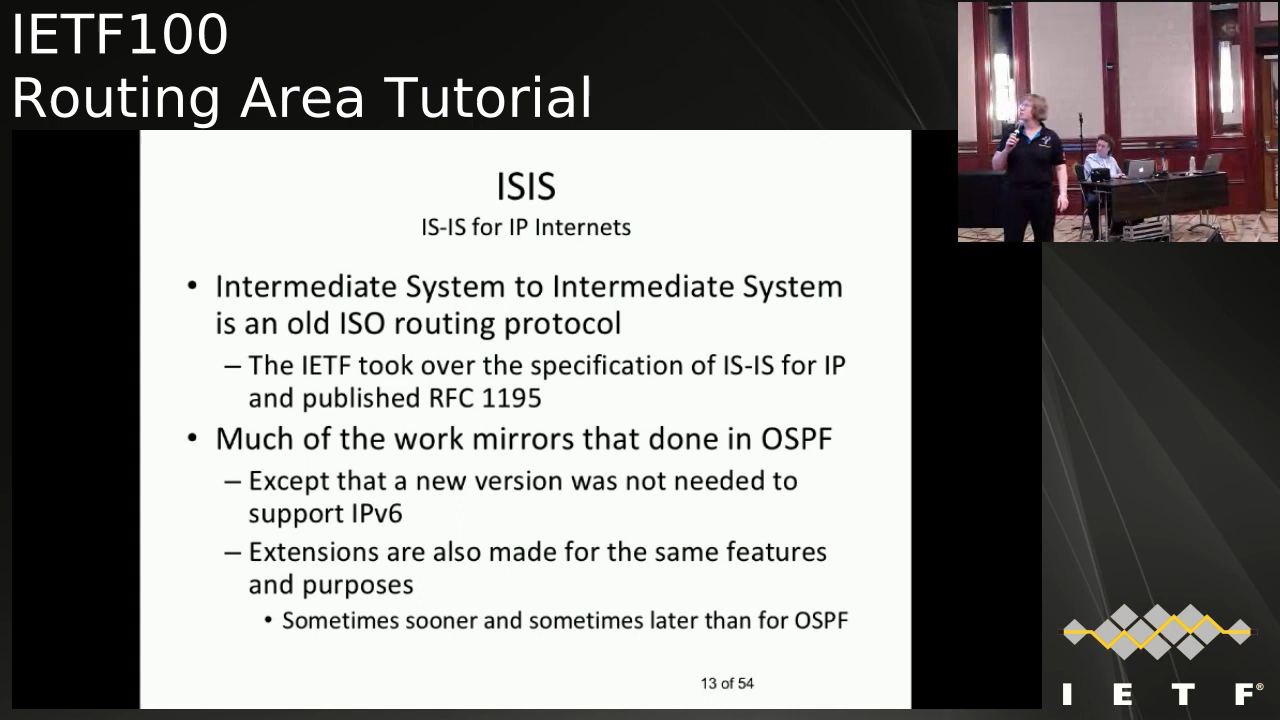 IETF100
Routing Area Tutorial
ISIS
IS-IS for IP Internets
• Intermediate System to Intermediate System
is an old ISO routing protocol
– The IETF took over the specification of IS-IS for IP
and published RFC 1195
• Much of the work mirrors that done in OSPF
– Except that a new version was not needed to
support IPv6
– Extensions are also made for the same features
and purposes
• Sometimes sooner and sometimes later than for OSPF
13 of 54
I E T F®